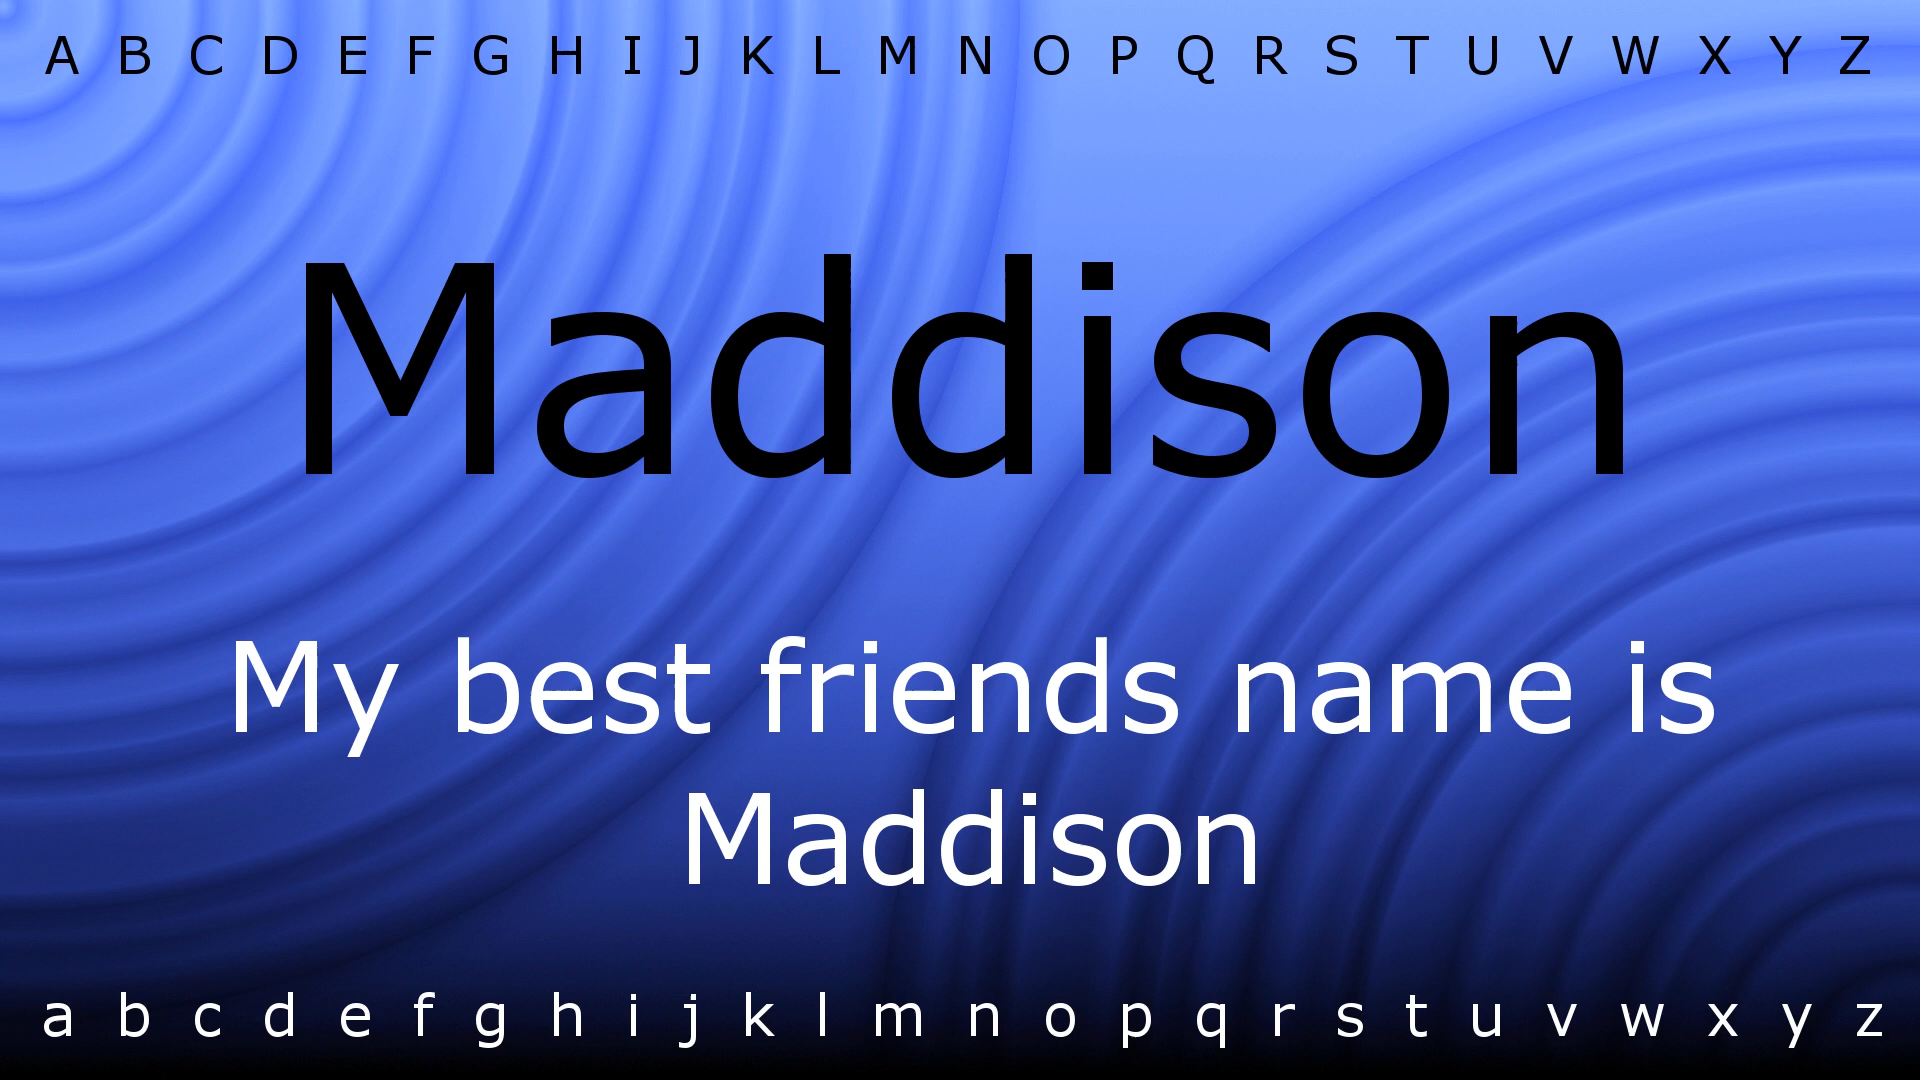 A B C D E F G H I J K L M N O P Q R S T U V W X Y Z
Maddison
My best friends name is
Maddison
a b c d e f g h i j k l m n o p q r s t u v w x y z